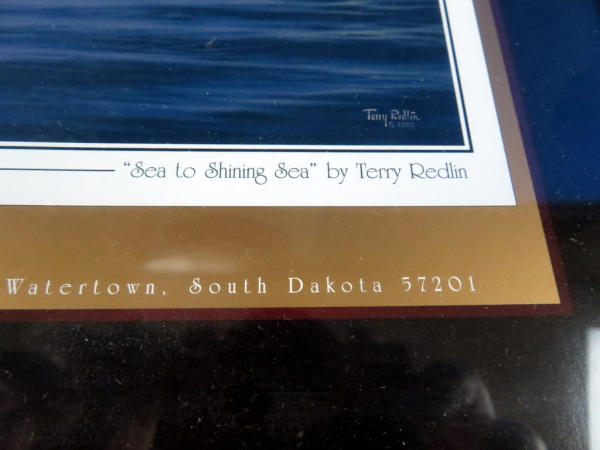 Terry Redlin
“Sea to Shining Sea” by Terry Redlin
Watertown, South Dakota 57201